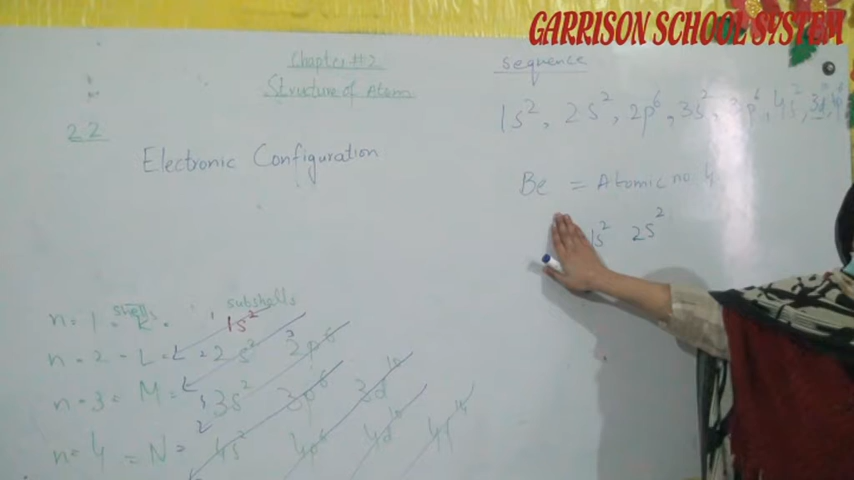 GARRISON SCHOOL SYSTEM
Chapter #2
Structure of Atom
2.2
Electronic Configuration
Sequence
1s², 2s², 2p⁶, 3s², 3p⁶, 4s², 3d
Be = Atomic no 4
1s² 2s²
shells subshells
n = 1 = K = 1s²
n = 2 = L = 2s² 2p⁶
n = 3 = M = 3s² 3p⁶ 3d¹⁰
n = 4 = N = 4s² 4p⁶ 4d¹⁰ 4f¹⁴